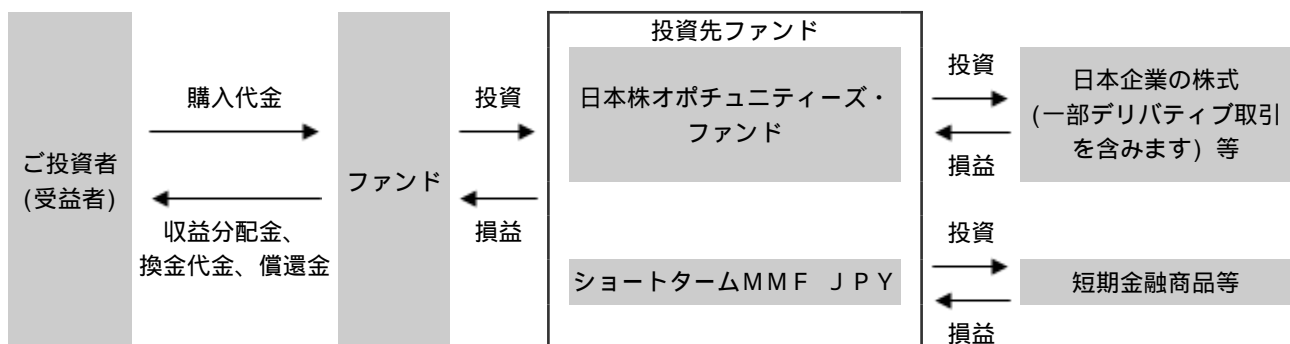 投資先ファンド
ご投資者
(受益者)
購入代金
収益分配金、
換金代金、償還金
ファンド
投資
損益
日本株オポチュニティーズ・
ファンド
投資
損益
日本企業の株式
(一部デリバティブ取引
を含みます) 等
ショートタームＭＭＦ　ＪＰＹ
投資
損益
短期金融商品等